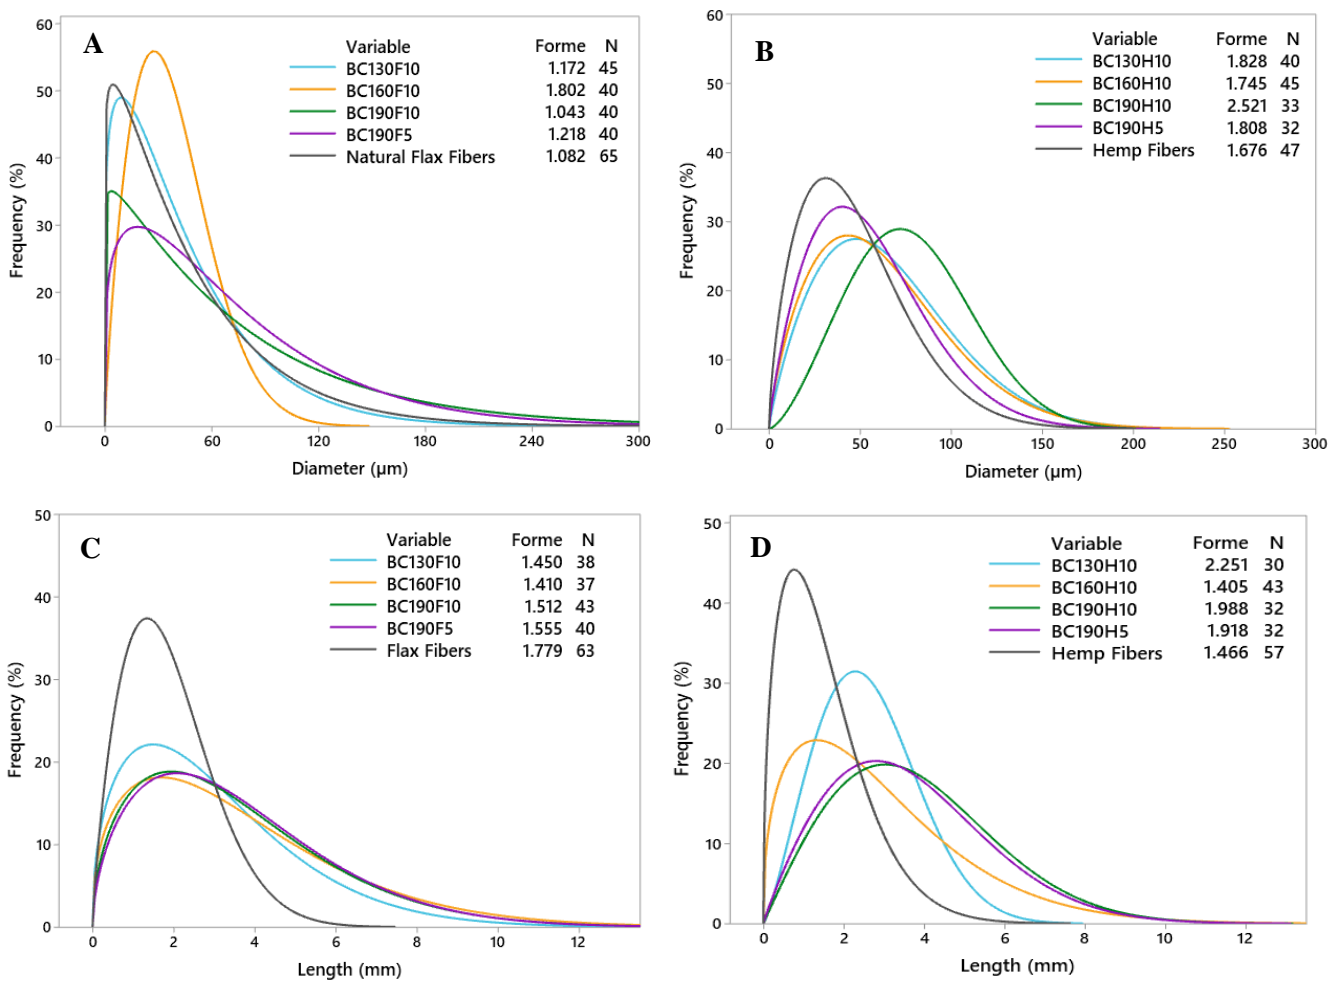 A
Variable Forme N
BC130F10 1.172 45
BC160F10 1.802 40
BC190F10 1.043 40
BC190F5 1.218 40
Natural Flax Fibers 1.082 65
60
50
40
30
20
10
0
Frequency (%)
0 60 120 180 240 300
Diameter (µm)
B
Variable Forme N
BC130H10 1.828 40
BC160H10 1.745 45
BC190H10 2.521 33
BC190H5 1.808 32
Hemp Fibers 1.676 47
60
50
40
30
20
10
0
Frequency (%)
0 50 100 150 200 250 300
Diameter (µm)
C
Variable Forme N
BC130F10 1.450 38
BC160F10 1.410 37
BC190F10 1.512 43
BC190F5 1.555 40
Flax Fibers 1.779 63
50
40
30
20
10
0
Frequency (%)
0 2 4 6 8 10 12
Length (mm)
D
Variable Forme N
BC130H10 2.251 30
BC160H10 1.405 43
BC190H10 1.988 32
BC190H5 1.918 32
Hemp Fibers 1.466 57
50
40
30
20
10
0
Frequency (%)
0 2 4 6 8 10 12
Length (mm)